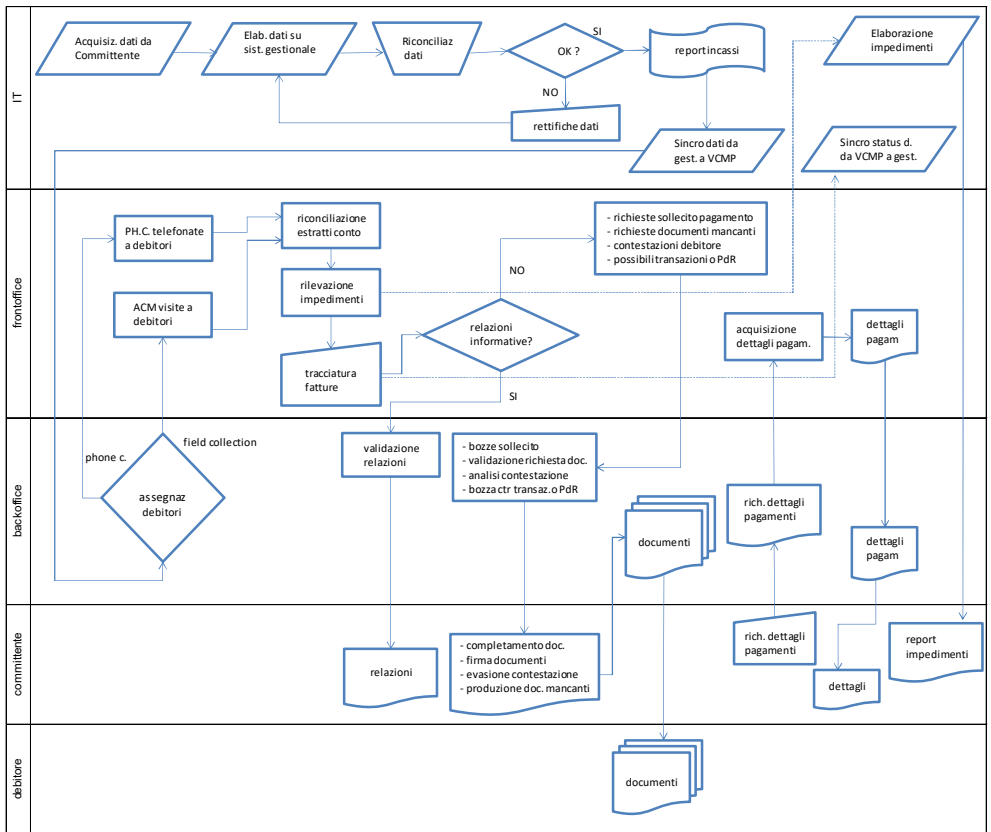 IT
Acquisiz. dati da
Committente
Elab. dati su
sist. gestionale
Riconciliaz
dati
OK ?
SI
NO
report incassi
rettifiche dati
Sincro dati da
gest. a VCMP
Elaborazione
impedimenti
Sincro status d.
da VCMP a gest.
frontoffice
PH.C. telefonate
a debitori
ACM visite a
debitori
riconciliazione
estratti conto
rilevazione
impedimenti
tracciatura
fatture
relazioni
informative?
NO
SI
- richieste sollecito pagamento
- richieste documenti mancanti
- contestazioni debitore
- possibili transazioni o PdR
acquisizione
dettagli pagam.
dettagli
pagam
backoffice
phone c.
field collection
assegnaz
debitori
validazione
relazioni
- bozze sollecito
- validazione richiesta doc.
- analisi contestazione
- bozza ctr transaz. o PdR
documenti
rich. dettagli
pagamenti
dettagli
pagam
committente
relazioni
- completamento doc.
- firma documenti
- evasione contestazione
- produzione doc. mancanti
rich. dettagli
pagamenti
dettagli
report
impedimenti
debitore
documenti